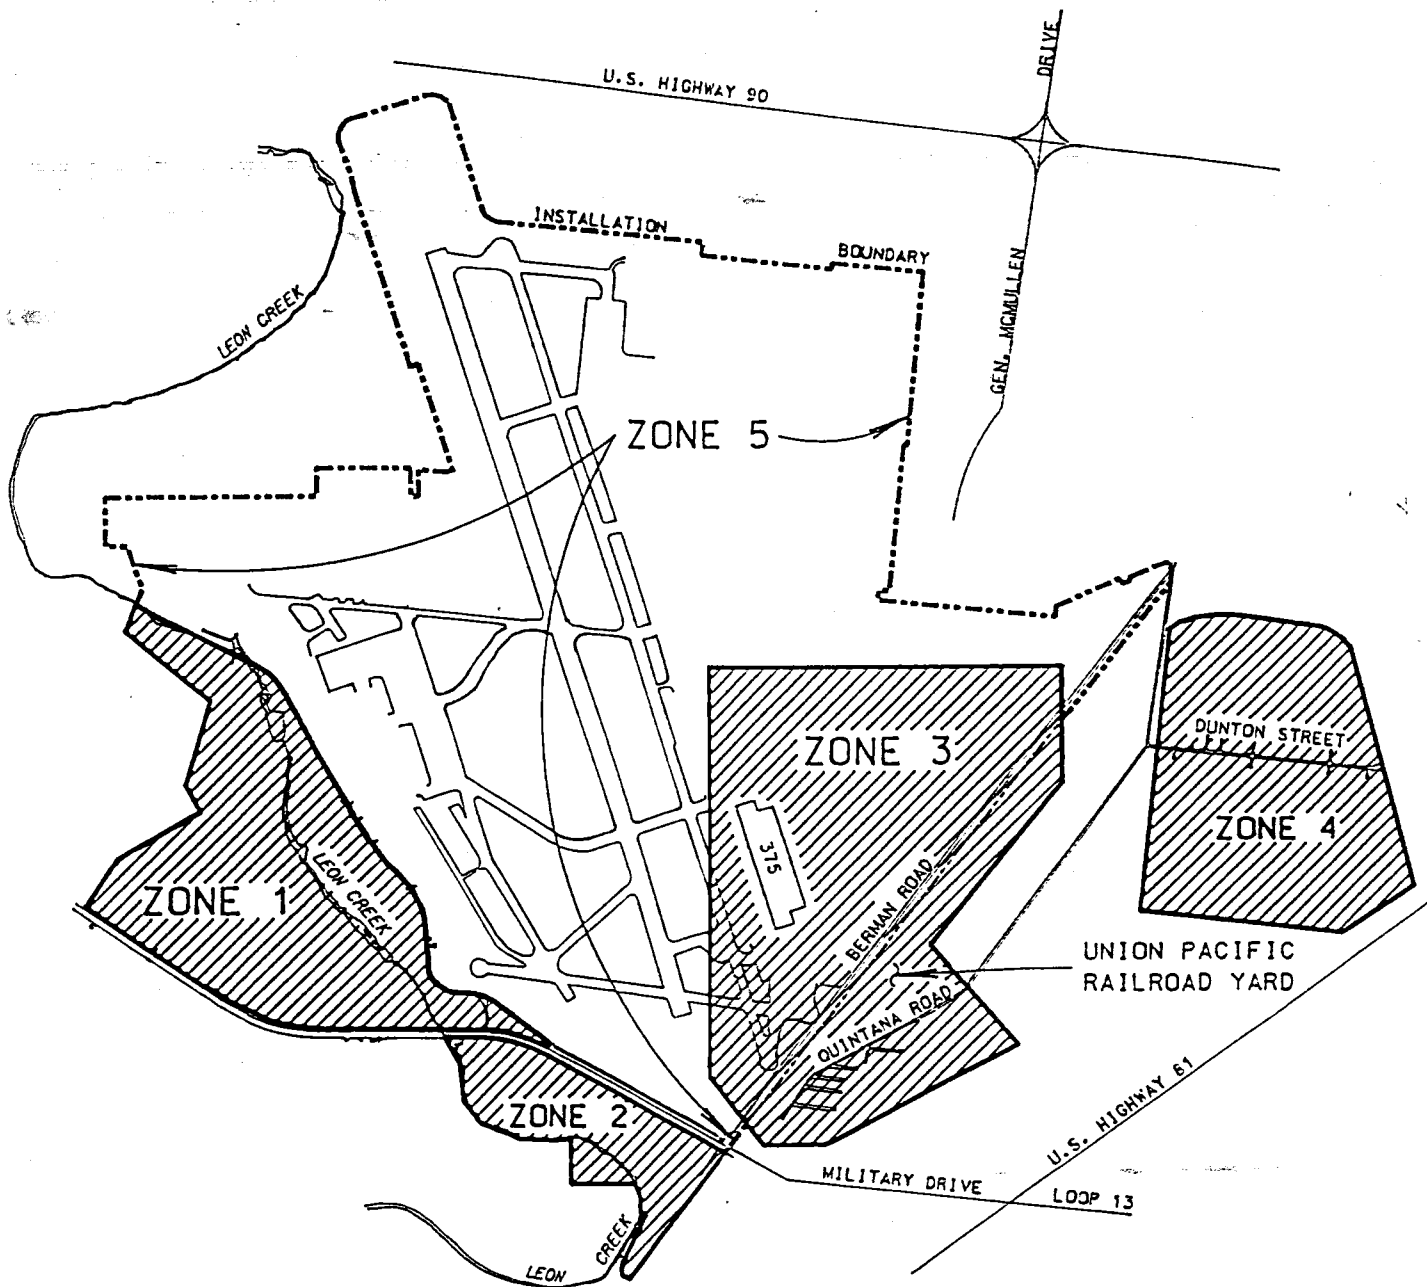 DRIVE
U.S. HIGHWAY 90
INSTALLATION
BOUNDARY
GEN. MCMULLEN
LEON CREEK
ZONE 5
ZONE 3
DUNTON STREET
ZONE 4
375
ZONE 1
LEON CREEK
BERMAN ROAD
UNION PACIFIC
RAILROAD YARD
QUINTANA ROAD
ZONE 2
U.S. HIGHWAY 81
MILITARY DRIVE
LOOP 13
LEON
CREEK